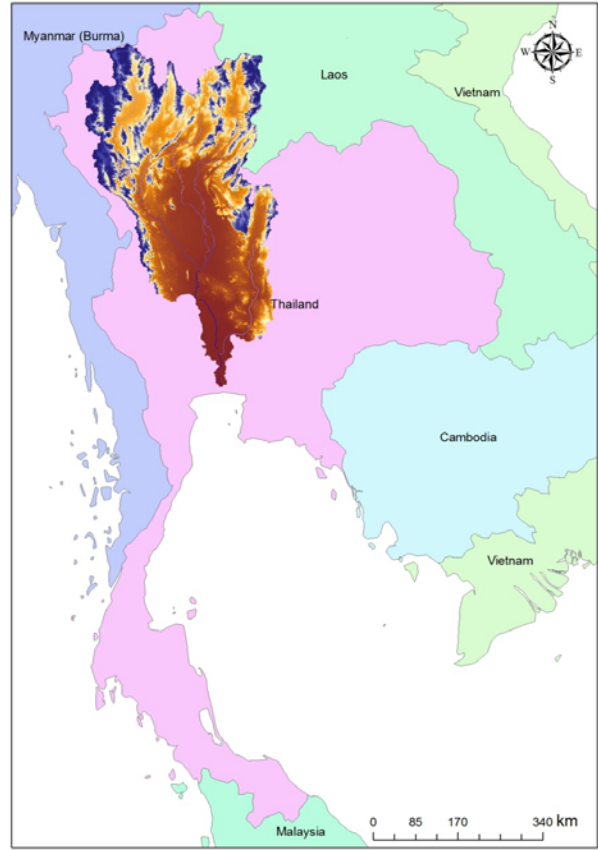 Myanmar (Burma)
N
W E
S
Laos
Vietnam
Thailand
Cambodia
Vietnam
0 85 170 340 km
Malaysia